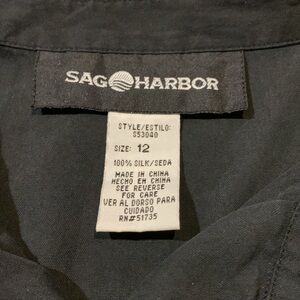 SAG HARBOR
STYLE/ESTILO:
S53040
SIZE: 12
100% SILK/SEDA
MADE IN CHINA
HECHO EN CHINA
SEE REVERSE
FOR CARE
VER AL DORSO PARA
CUIDADO
RN#51735